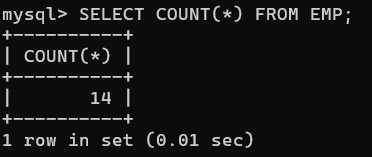 mysql> SELECT COUNT(*) FROM EMP;
+----------+
| COUNT(*) |
+----------+
|       14 |
+----------+
1 row in set (0.01 sec)